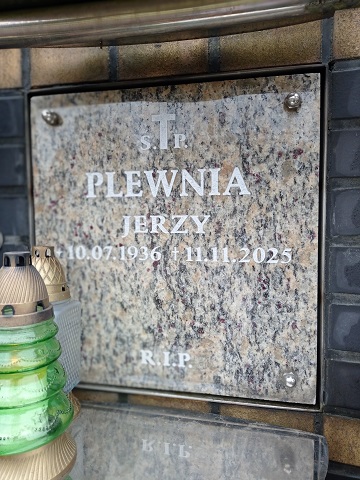 Ś.†P.
PLEWNIA
JERZY
* 10.07.1936 † 11.11.2025
R.I.P.